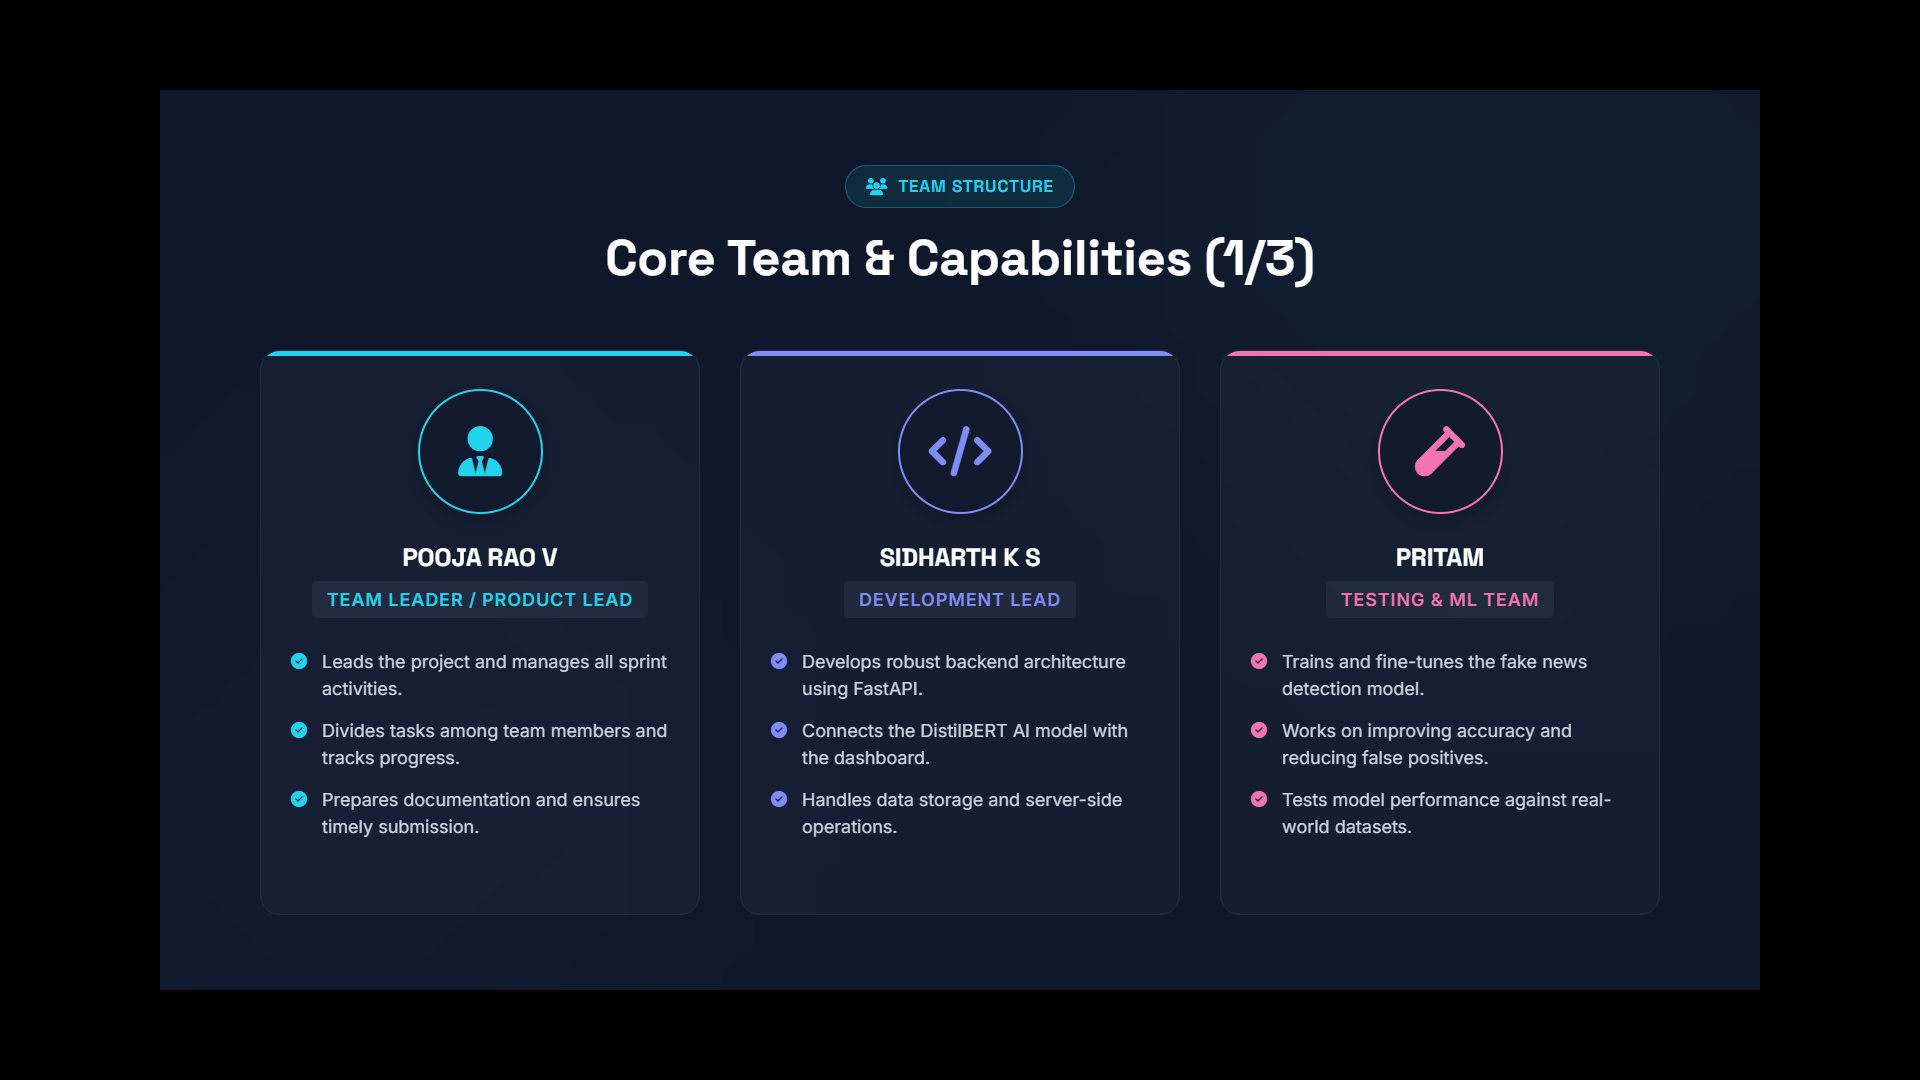 TEAM STRUCTURE
Core Team & Capabilities (1/3)
POOJA RAO V
TEAM LEADER / PRODUCT LEAD
Leads the project and manages all sprint
activities.
Divides tasks among team members and
tracks progress.
Prepares documentation and ensures
timely submission.
SIDHARTH K S
DEVELOPMENT LEAD
Develops robust backend architecture
using FastAPI.
Connects the DistilBERT AI model with
the dashboard.
Handles data storage and server-side
operations.
PRITAM
TESTING & ML TEAM
Trains and fine-tunes the fake news
detection model.
Works on improving accuracy and
reducing false positives.
Tests model performance against real-
world datasets.